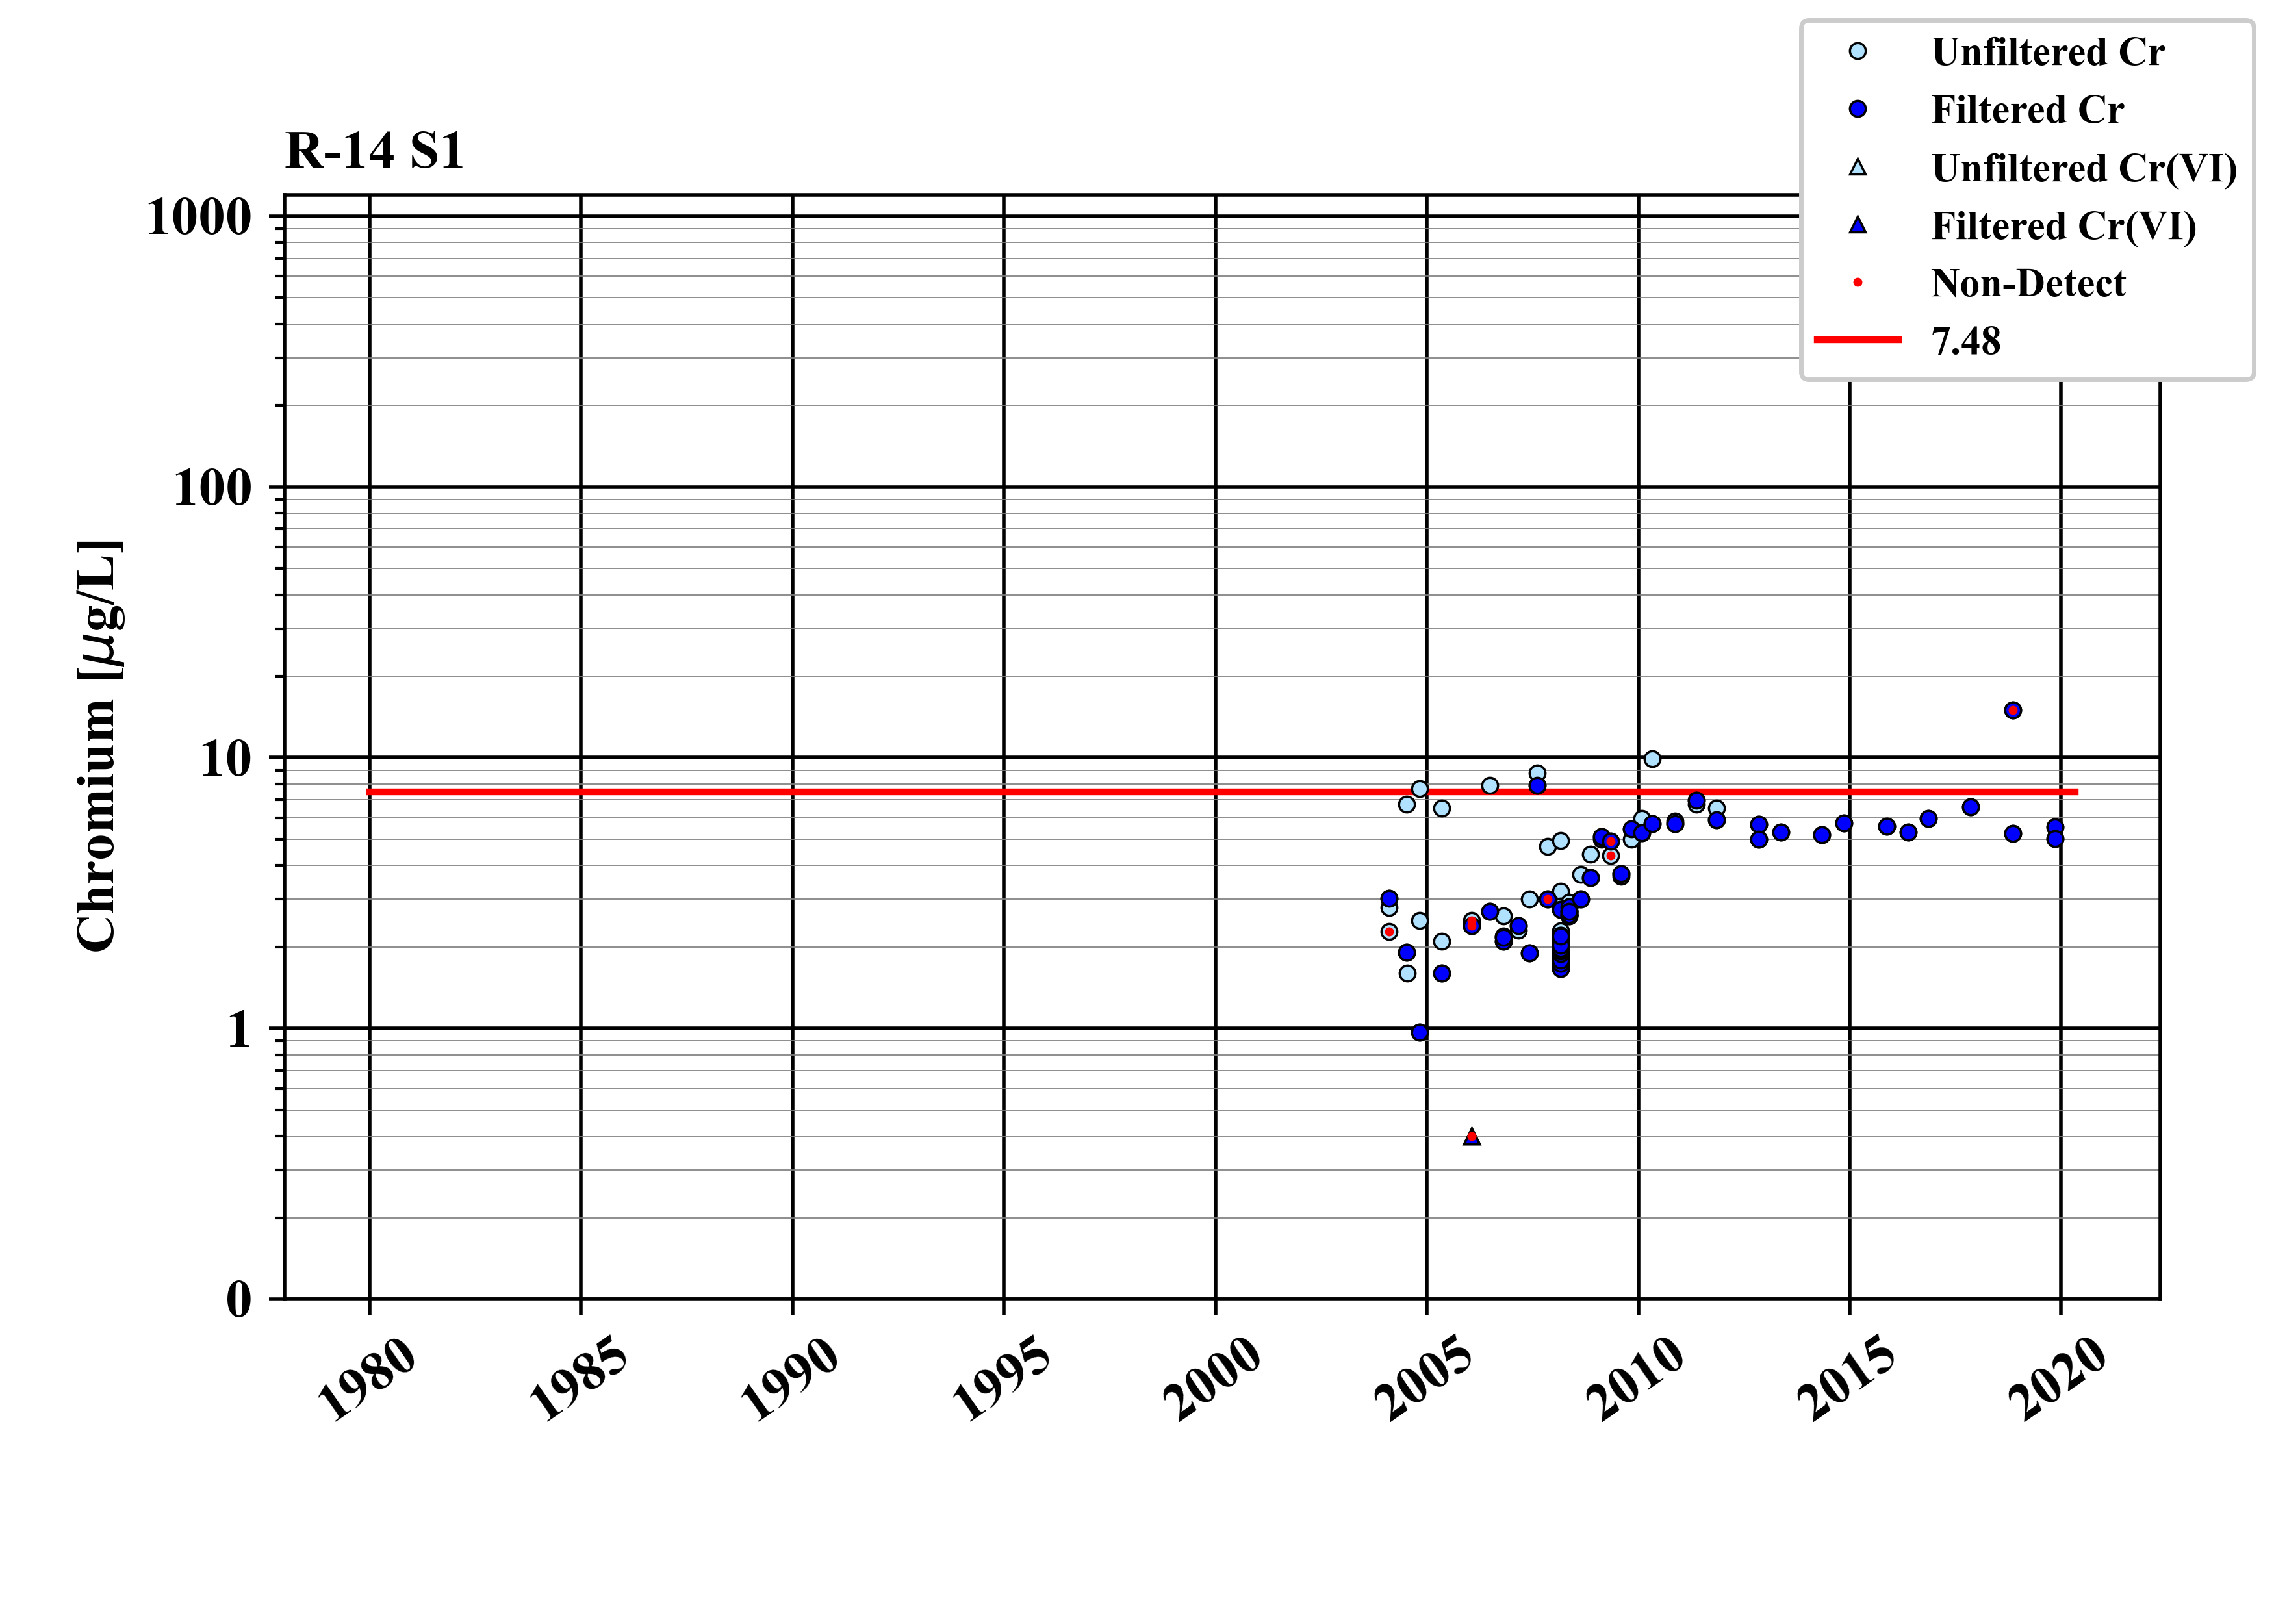 Unfiltered Cr
Filtered Cr
Unfiltered Cr(VI)
Filtered Cr(VI)
Non-Detect
7.48
R-14 S1
1000
100
10
1
0
Chromium [μg/L]
1980
1985
1990
1995
2000
2005
2010
2015
2020